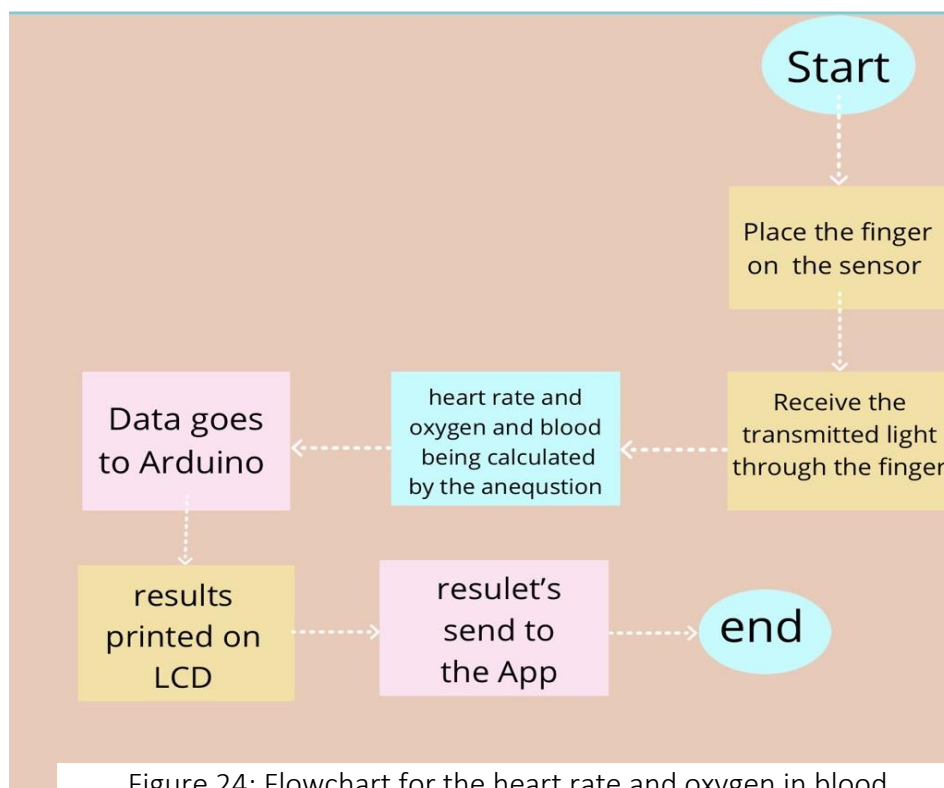 Start
Place the finger
on the sensor
Receive the
transmitted light
through the finger
heart rate and
oxygen and blood
being calculated
by the anequstion
Data goes
to Arduino
results
printed on
LCD
resulet's
send to
the App
end
Figure 24: Flowchart for the heart rate and oxygen in blood